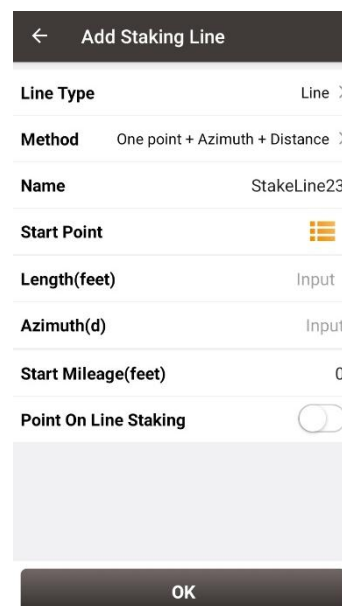 Add Staking Line
Line Type Line
Method One point + Azimuth + Distance
Name StakeLine23
Start Point
Length(feet) Input
Azimuth(d) Input
Start Mileage(feet) 0
Point On Line Staking
OK